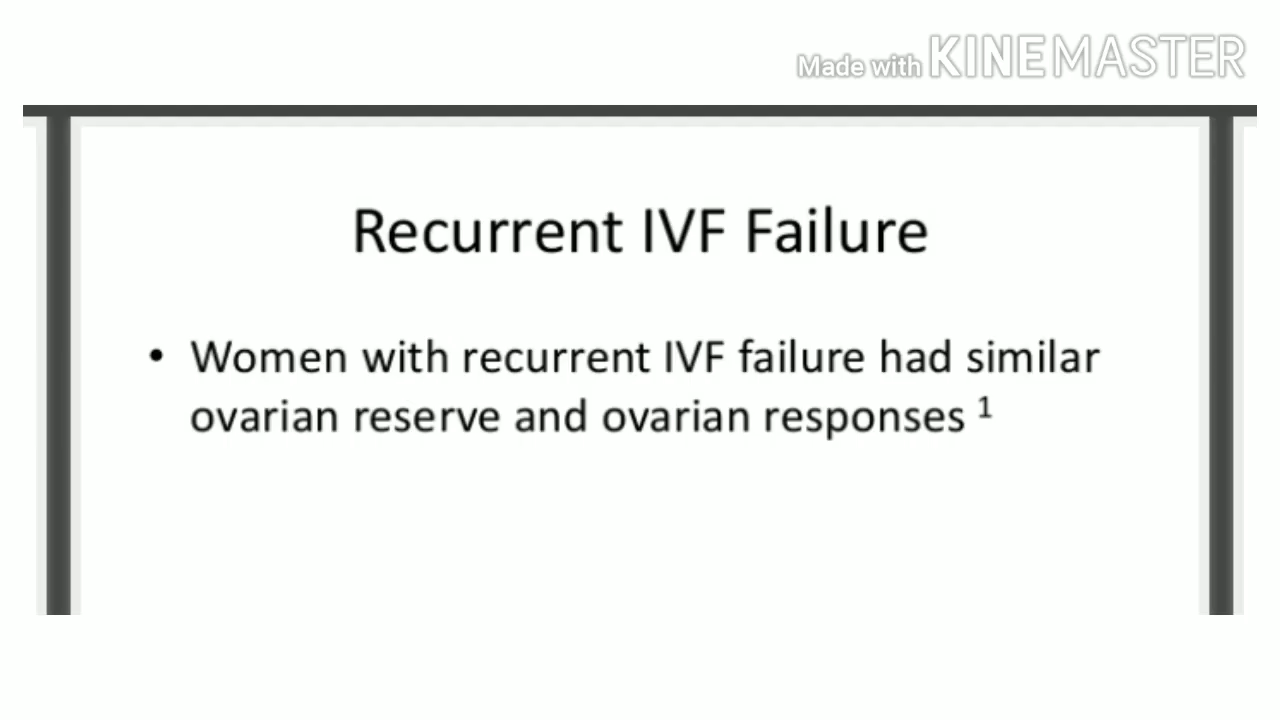 Made with KINEMASTER
Recurrent IVF Failure
• Women with recurrent IVF failure had similar
ovarian reserve and ovarian responses ¹